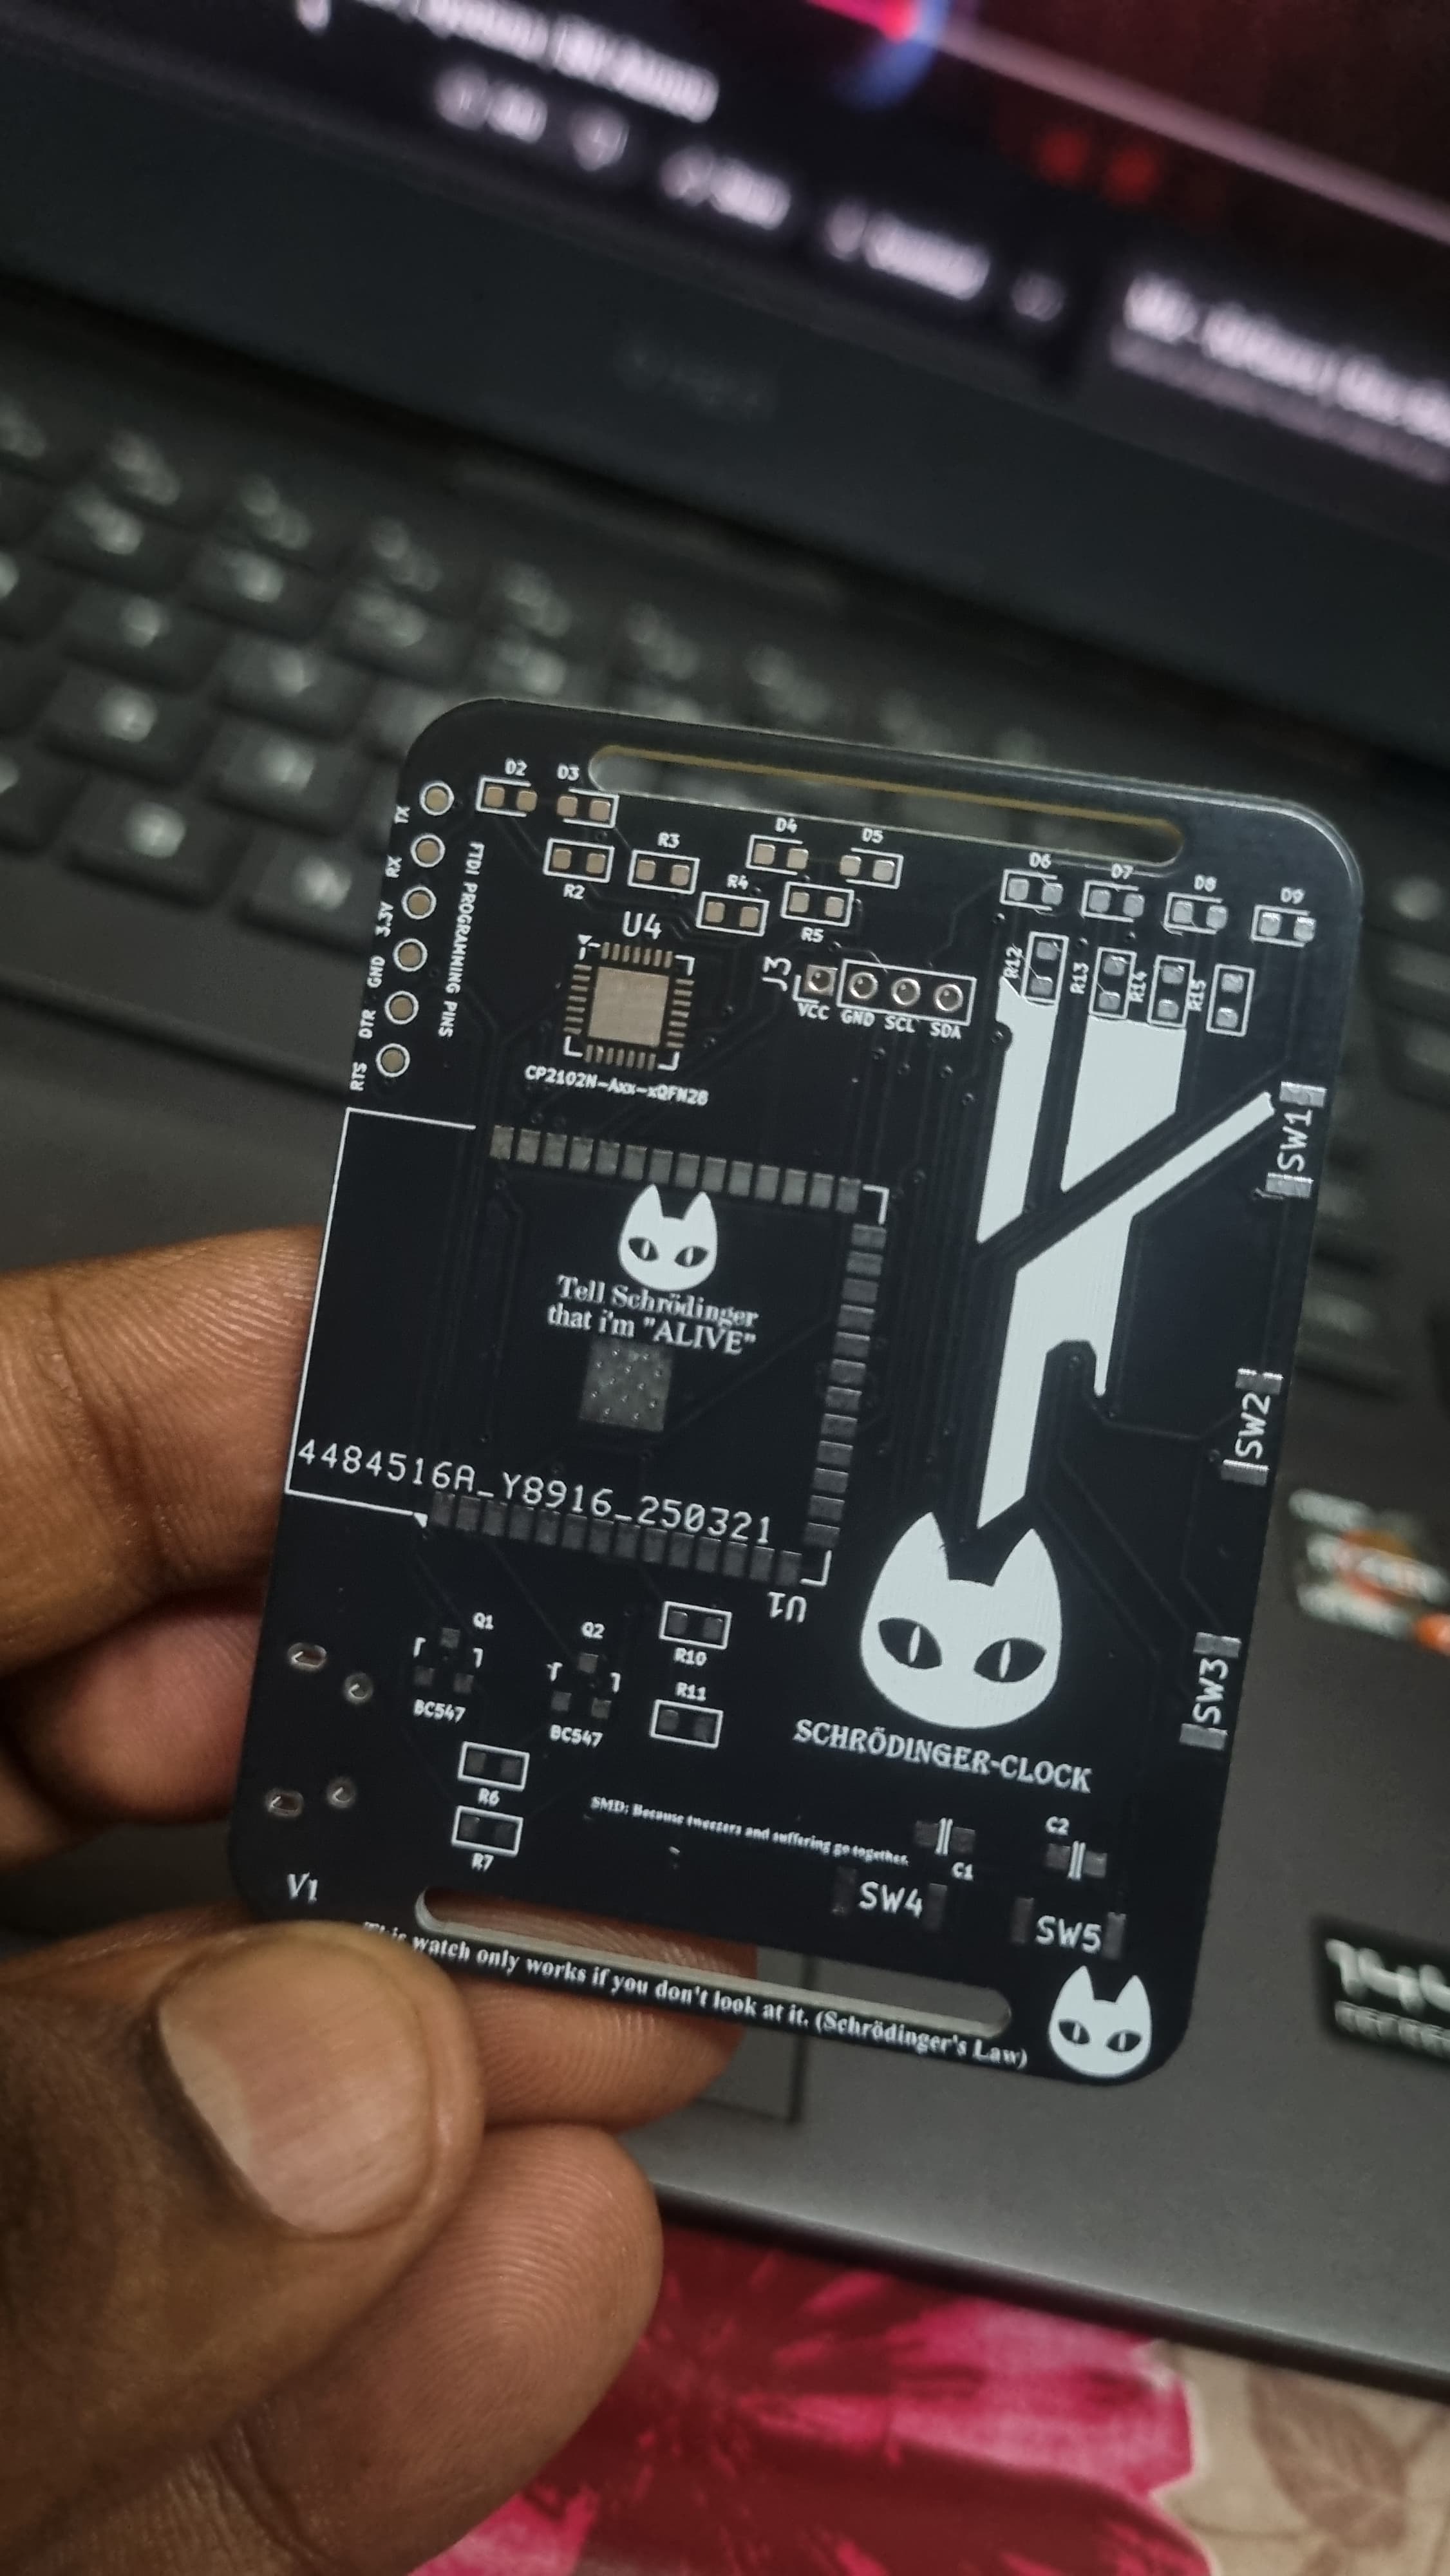 D2
D3
D4
D5
D6
D7
D8
D9
TX
RX
3.3V
GND
DTR
RTS
FTDI PROGRAMMING PINS
R2
R3
R4
R5
U4
CP2102N-Axx-xQFN28
J3
VCC GND SCL SDA
R12
R13
R14
R15
SW1
Tell Schrödinger
that i'm "ALIVE"
SW2
4484516A_Y8916_250321
U1
Q1
BC547
Q2
BC547
R10
R11
SW3
SCHRÖDINGER-CLOCK
R6
R7
SMD: Because tweezers and suffering go together.
C1
C2
SW4
SW5
V1
watch only works if you don't look at it. (Schrödinger's Law)